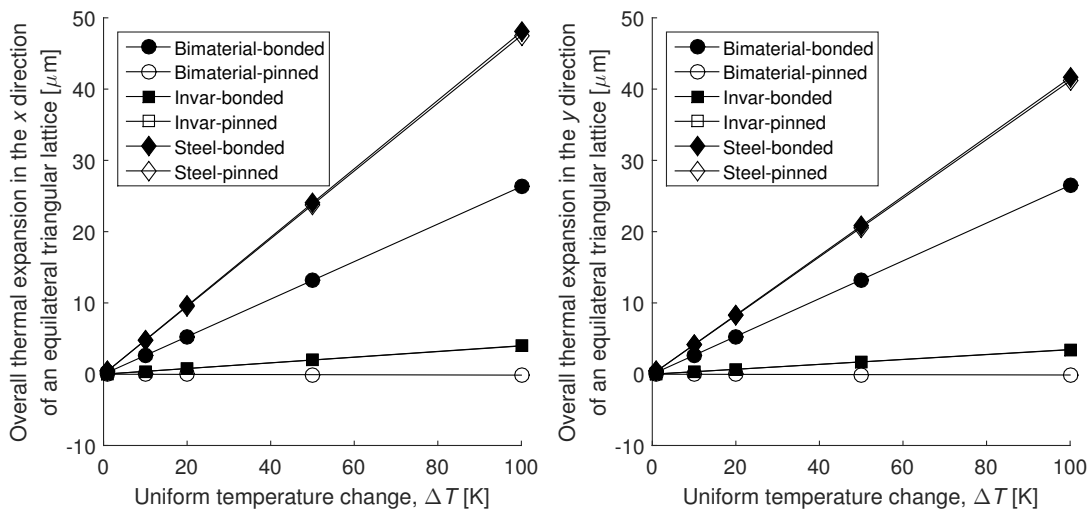 Overall thermal expansion in the x direction
of an equilateral triangular lattice [μm]
50
40
30
20
10
0
-10
Bimaterial-bonded
Bimaterial-pinned
Invar-bonded
Invar-pinned
Steel-bonded
Steel-pinned
0 20 40 60 80 100
Uniform temperature change, ΔT [K]
Overall thermal expansion in the y direction
of an equilateral triangular lattice [μm]
50
40
30
20
10
0
-10
Bimaterial-bonded
Bimaterial-pinned
Invar-bonded
Invar-pinned
Steel-bonded
Steel-pinned
0 20 40 60 80 100
Uniform temperature change, ΔT [K]